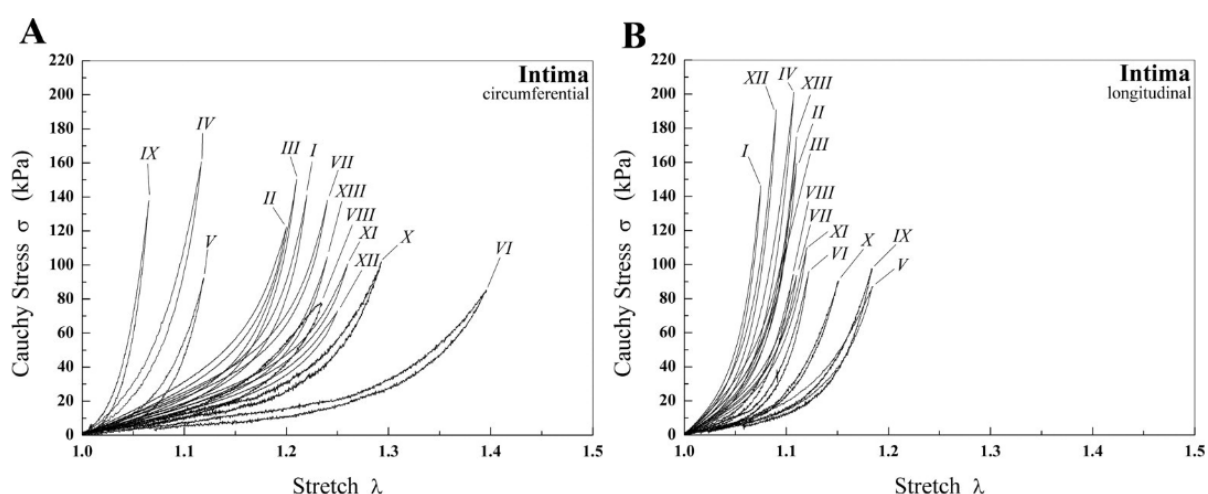 A
B
220
200
180
160
140
120
100
80
60
40
20
0
Cauchy Stress σ (kPa)
Intima
circumferential
IX
IV
V
III
I
VII
II
XIII
VIII
XI
XII
X
VI
1.0 1.1 1.2 1.3 1.4 1.5
Stretch λ
220
200
180
160
140
120
100
80
60
40
20
0
Cauchy Stress σ (kPa)
Intima
longitudinal
XII
IV
XIII
II
I
III
VIII
VII
XI
VI
X
IX
V
1.0 1.1 1.2 1.3 1.4 1.5
Stretch λ